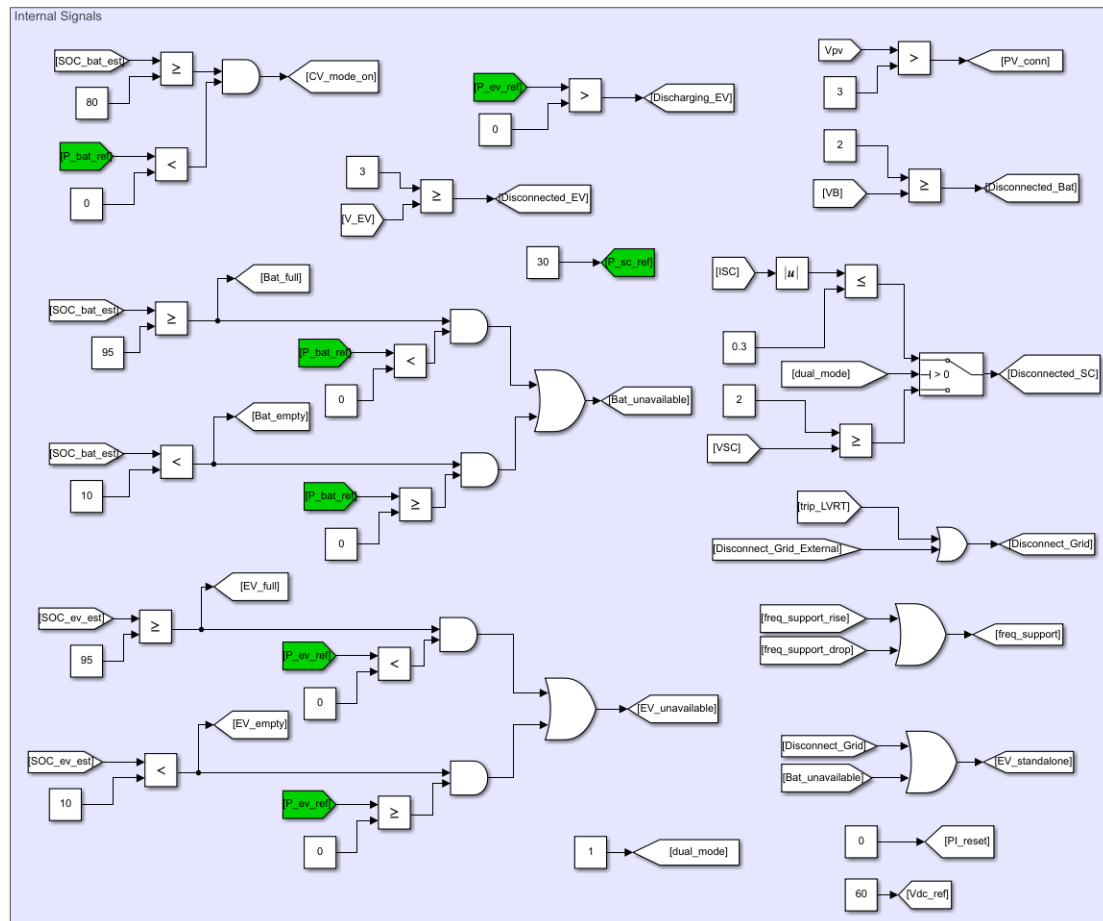 Internal Signals
[SOC_bat_est]
≥
80
[CV_mode_on]
[P_bat_ref]
<
0
[P_ev_ref]
>
0
[Discharging_EV]
Vpv
>
3
[PV_conn]
3
≥
[V_EV]
[Disconnected_EV]
2
≥
[VB]
[Disconnected_Bat]
30
[P_sc_ref]
[Bat_full]
[SOC_bat_est]
≥
95
[P_bat_ref]
<
0
[Bat_unavailable]
[Bat_empty]
[SOC_bat_est]
<
10
[P_bat_ref]
≥
0
[ISC]
|u|
≤
0.3
[dual_mode]
> 0
[Disconnected_SC]
2
≥
[VSC]
[trip_LVRT]
[Disconnect_Grid_External]
[Disconnect_Grid]
[EV_full]
[SOC_ev_est]
≥
95
[P_ev_ref]
<
0
[EV_unavailable]
[EV_empty]
[SOC_ev_est]
<
10
[P_ev_ref]
≥
0
[freq_support_rise]
[freq_support_drop]
[freq_support]
[Disconnect_Grid]
[Bat_unavailable]
[EV_standalone]
1
[dual_mode]
0
[PI_reset]
60
[Vdc_ref]